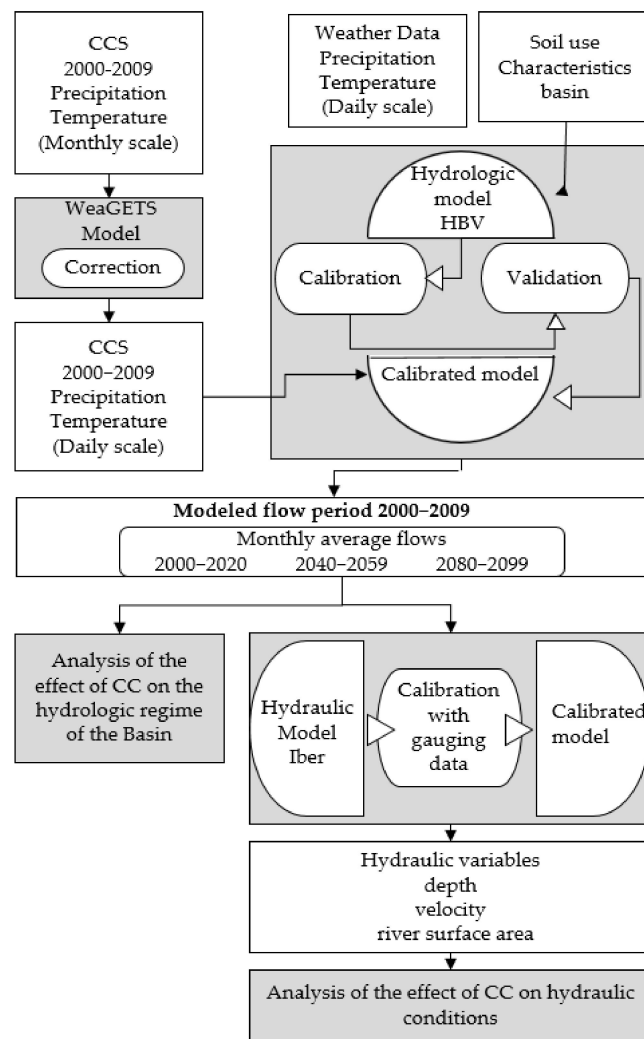 CCS
2000-2009
Precipitation
Temperature
(Monthly scale)
Weather Data
Precipitation
Temperature
(Daily scale)
Soil use
Characteristics
basin
WeaGETS
Model
Correction
Hydrologic
model
HBV
Calibration
Validation
Calibrated model
CCS
2000−2009
Precipitation
Temperature
(Daily scale)
Modeled flow period 2000−2009
Monthly average flows
2000−2020 2040−2059 2080−2099
Analysis of the
effect of CC on the
hydrologic regime
of the Basin
Hydraulic
Model
Iber
Calibration
with
gauging
data
Calibrated
model
Hydraulic variables
depth
velocity
river surface area
Analysis of the effect of CC on hydraulic
conditions